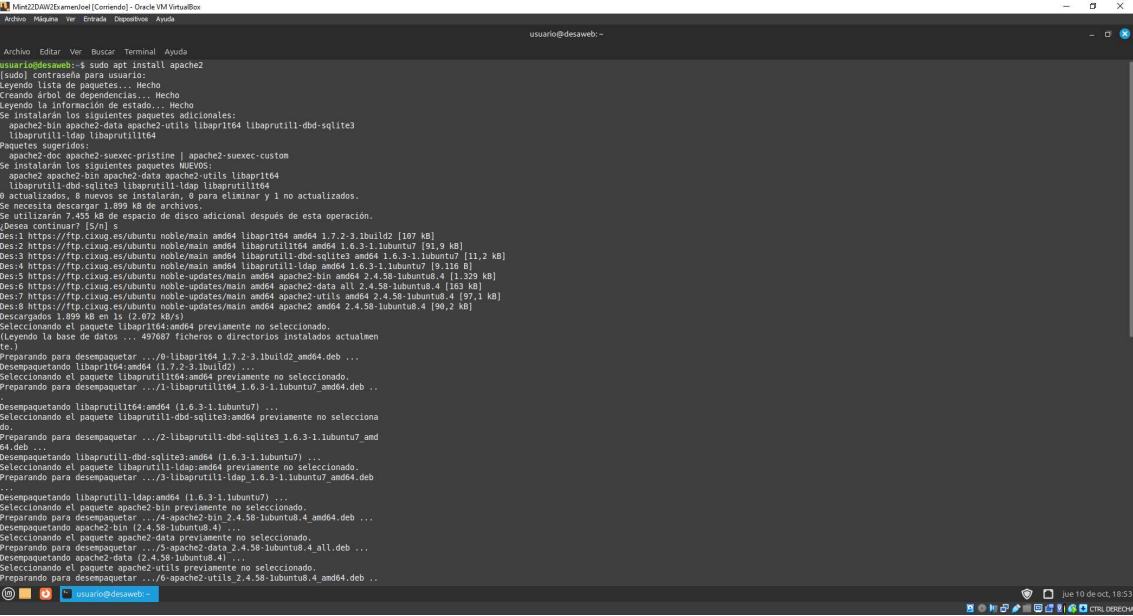 Mint22DAW2ExamenJoel [Corriendo] - Oracle VM VirtualBox
Archivo Máquina Ver Entrada Dispositivos Ayuda
usuario@desaweb: ~
Archivo Editar Ver Buscar Terminal Ayuda
usuario@desaweb:~$ sudo apt install apache2
[sudo] contraseña para usuario:
Leyendo lista de paquetes... Hecho
Creando árbol de dependencias... Hecho
Leyendo la información de estado... Hecho
Se instalarán los siguientes paquetes adicionales:
apache2-bin apache2-data apache2-utils libapr1t64 libaprutil1-dbd-sqlite3
libaprutil1-ldap libaprutil1t64
Paquetes sugeridos:
apache2-doc apache2-suexec-pristine | apache2-suexec-custom
Se instalarán los siguientes paquetes NUEVOS:
apache2 apache2-bin apache2-data apache2-utils libapr1t64
libaprutil1-dbd-sqlite3 libaprutil1-ldap libaprutil1t64
0 actualizados, 8 nuevos se instalarán, 0 para eliminar y 1 no actualizados.
Se necesita descargar 1.899 kB de archivos.
Se utilizarán 7.455 kB de espacio de disco adicional después de esta operación.
¿Desea continuar? [S/n] s
Des:1 https://ftp.cixug.es/ubuntu noble/main amd64 libapr1t64 amd64 1.7.2-3.1build2 [107 kB]
Des:2 https://ftp.cixug.es/ubuntu noble/main amd64 libaprutil1t64 amd64 1.6.3-1.1ubuntu7 [91,9 kB]
Des:3 https://ftp.cixug.es/ubuntu noble/main amd64 libaprutil1-dbd-sqlite3 amd64 1.6.3-1.1ubuntu7 [11,2 kB]
Des:4 https://ftp.cixug.es/ubuntu noble/main amd64 libaprutil1-ldap amd64 1.6.3-1.1ubuntu7 [9.116 B]
Des:5 https://ftp.cixug.es/ubuntu noble-updates/main amd64 apache2-bin amd64 2.4.58-1ubuntu8.4 [1.329 kB]
Des:6 https://ftp.cixug.es/ubuntu noble-updates/main amd64 apache2-data all 2.4.58-1ubuntu8.4 [163 kB]
Des:7 https://ftp.cixug.es/ubuntu noble-updates/main amd64 apache2-utils amd64 2.4.58-1ubuntu8.4 [97,1 kB]
Des:8 https://ftp.cixug.es/ubuntu noble-updates/main amd64 apache2 amd64 2.4.58-1ubuntu8.4 [90,2 kB]
Descargados 1.899 kB en 1s (2.072 kB/s)
Seleccionando el paquete libapr1t64:amd64 previamente no seleccionado.
(Leyendo la base de datos ... 497687 ficheros o directorios instalados actualmen
te.)
Preparando para desempaquetar .../0-libapr1t64_1.7.2-3.1build2_amd64.deb ...
Desempaquetando libapr1t64:amd64 (1.7.2-3.1build2) ...
Seleccionando el paquete libaprutil1t64:amd64 previamente no seleccionado.
Preparando para desempaquetar .../1-libaprutil1t64_1.6.3-1.1ubuntu7_amd64.deb ..
.
Desempaquetando libaprutil1t64:amd64 (1.6.3-1.1ubuntu7) ...
Seleccionando el paquete libaprutil1-dbd-sqlite3:amd64 previamente no selecciona
do.
Preparando para desempaquetar .../2-libaprutil1-dbd-sqlite3_1.6.3-1.1ubuntu7_amd
64.deb ...
Desempaquetando libaprutil1-dbd-sqlite3:amd64 (1.6.3-1.1ubuntu7) ...
Seleccionando el paquete libaprutil1-ldap:amd64 previamente no seleccionado.
Preparando para desempaquetar .../3-libaprutil1-ldap_1.6.3-1.1ubuntu7_amd64.deb
...
Desempaquetando libaprutil1-ldap:amd64 (1.6.3-1.1ubuntu7) ...
Seleccionando el paquete apache2-bin previamente no seleccionado.
Preparando para desempaquetar .../4-apache2-bin_2.4.58-1ubuntu8.4_amd64.deb ...
Desempaquetando apache2-bin (2.4.58-1ubuntu8.4) ...
Seleccionando el paquete apache2-data previamente no seleccionado.
Preparando para desempaquetar .../5-apache2-data_2.4.58-1ubuntu8.4_all.deb ...
Desempaquetando apache2-data (2.4.58-1ubuntu8.4) ...
Seleccionando el paquete apache2-utils previamente no seleccionado.
Preparando para desempaquetar .../6-apache2-utils_2.4.58-1ubuntu8.4_amd64.deb ..
usuario@desaweb: ~
jue 10 de oct, 18:53
CTRL DERECHA